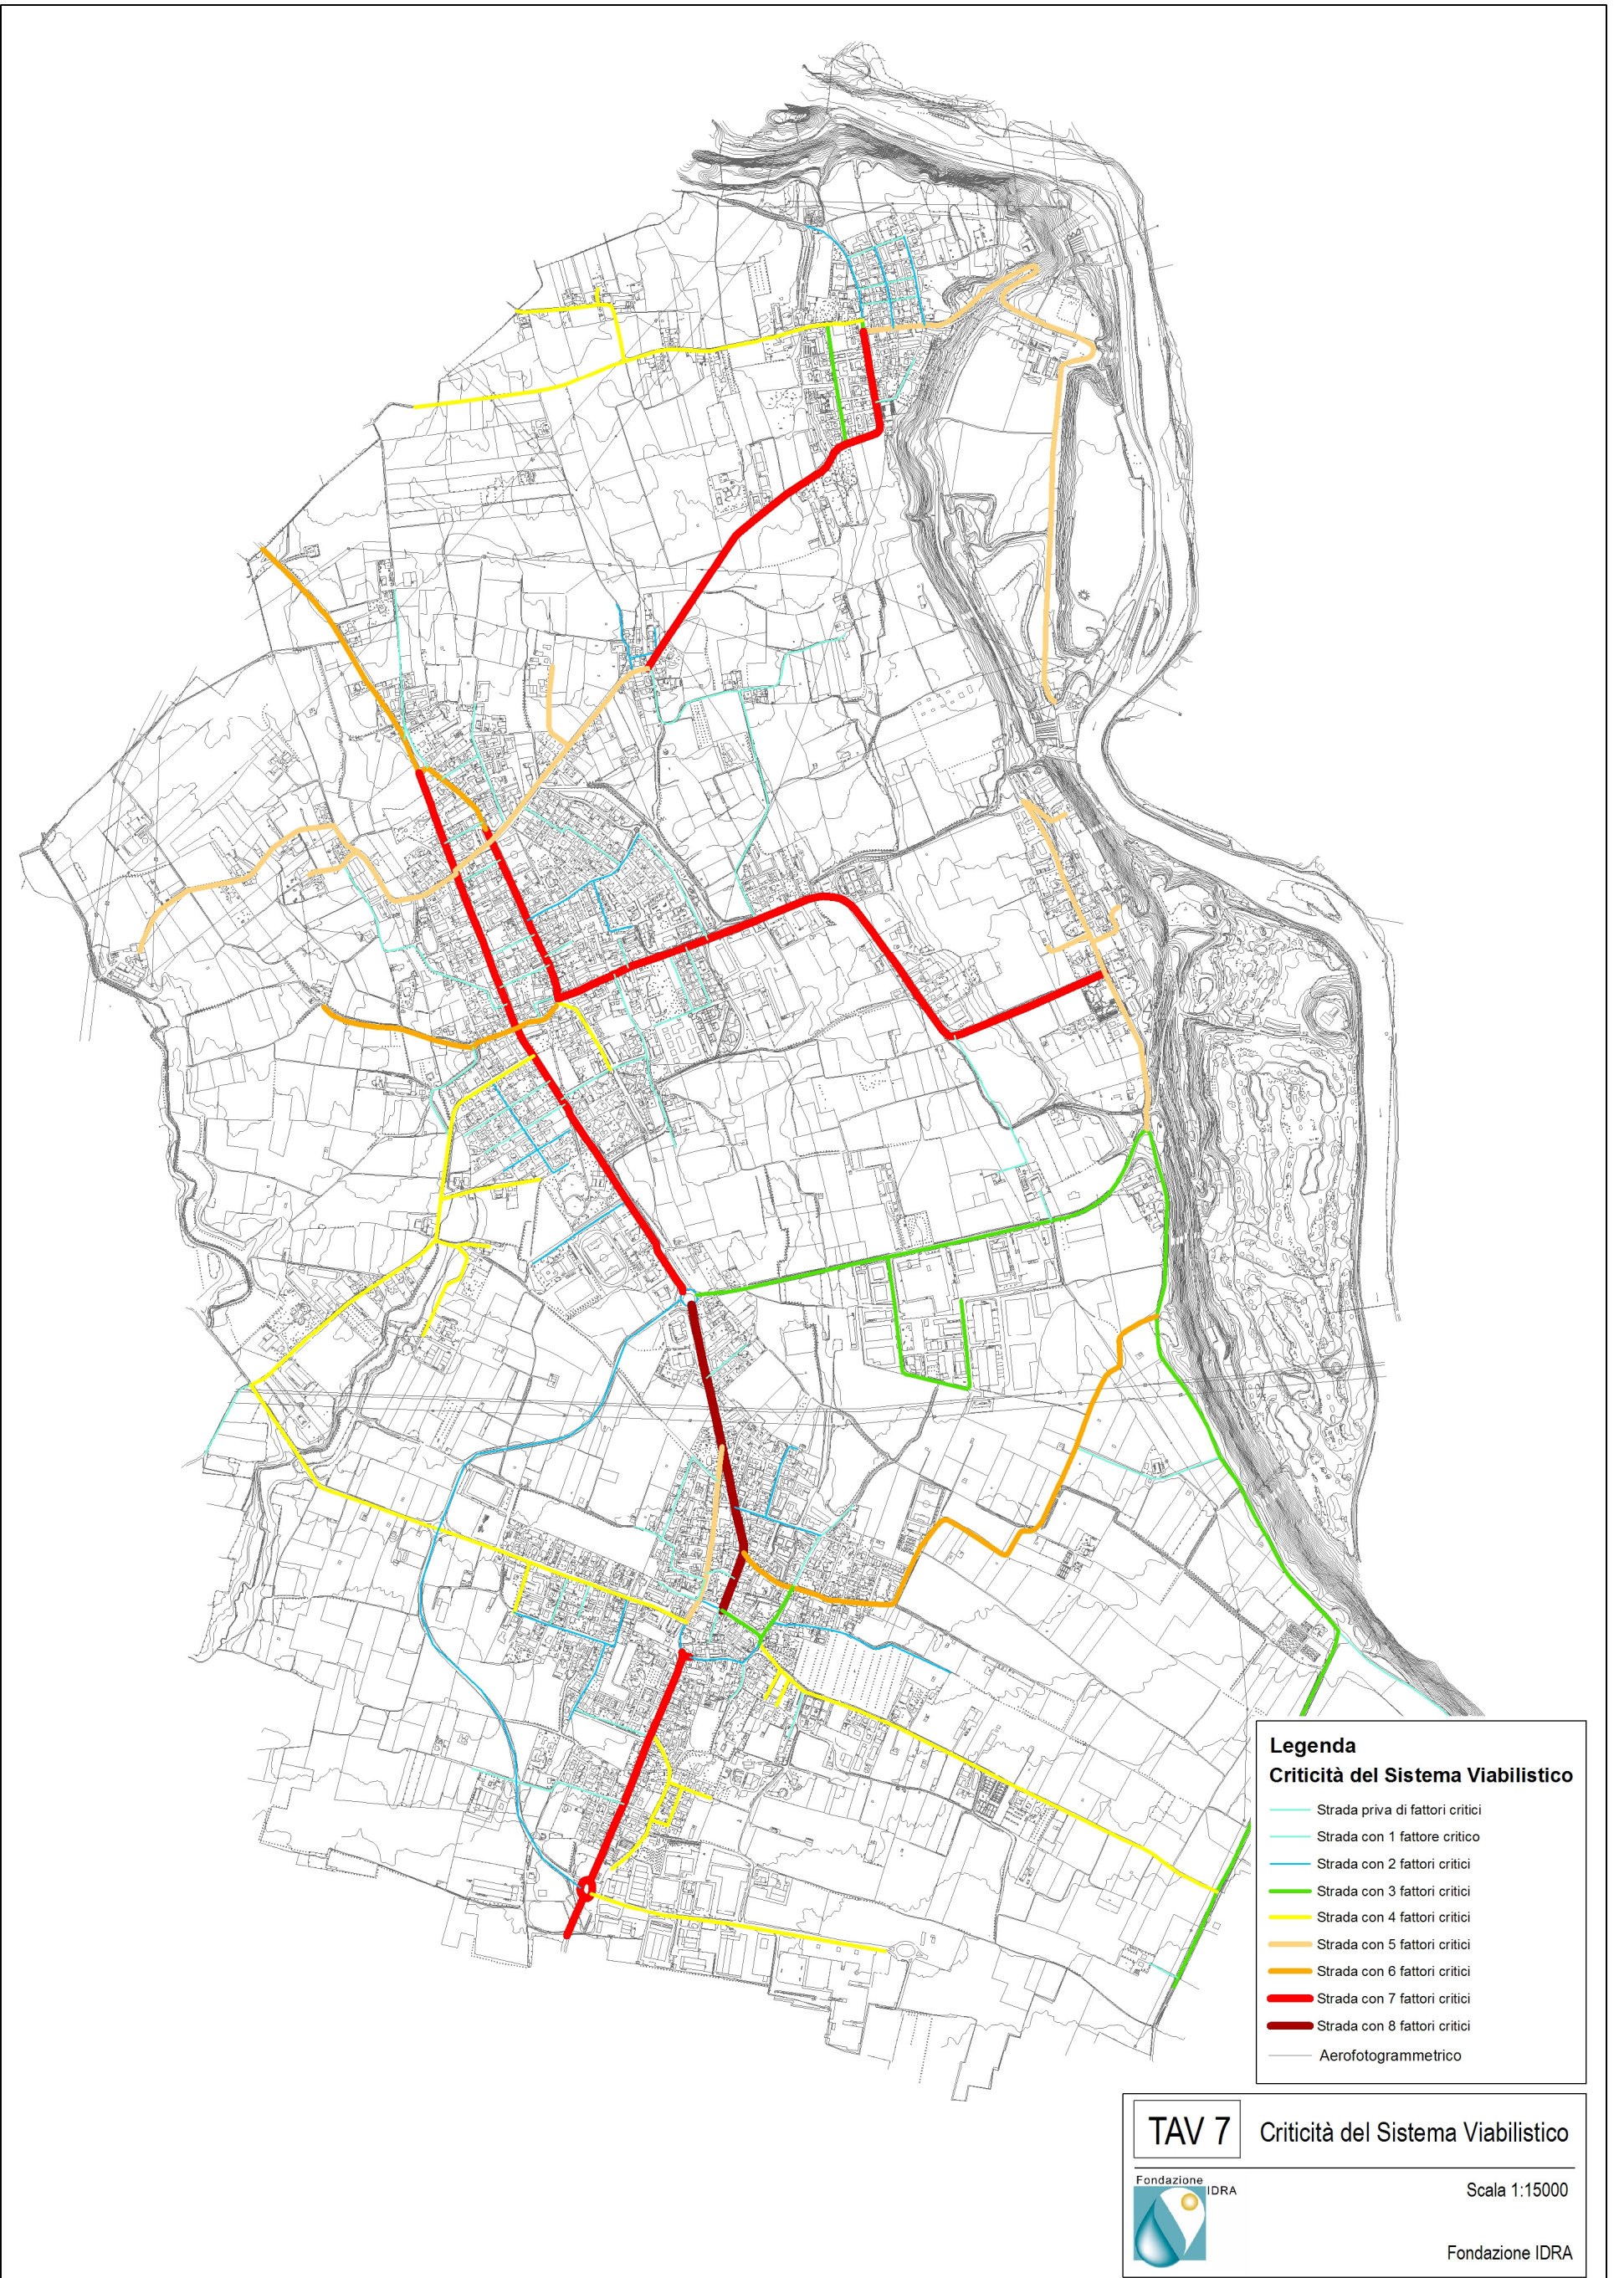 Legenda
Criticità del Sistema Viabilistico
Strada priva di fattori critici
Strada con 1 fattore critico
Strada con 2 fattori critici
Strada con 3 fattori critici
Strada con 4 fattori critici
Strada con 5 fattori critici
Strada con 6 fattori critici
Strada con 7 fattori critici
Strada con 8 fattori critici
Aerofotogrammetrico
TAV 7
Criticità del Sistema Viabilistico
Fondazione
IDRA
Scala 1:15000
Fondazione IDRA